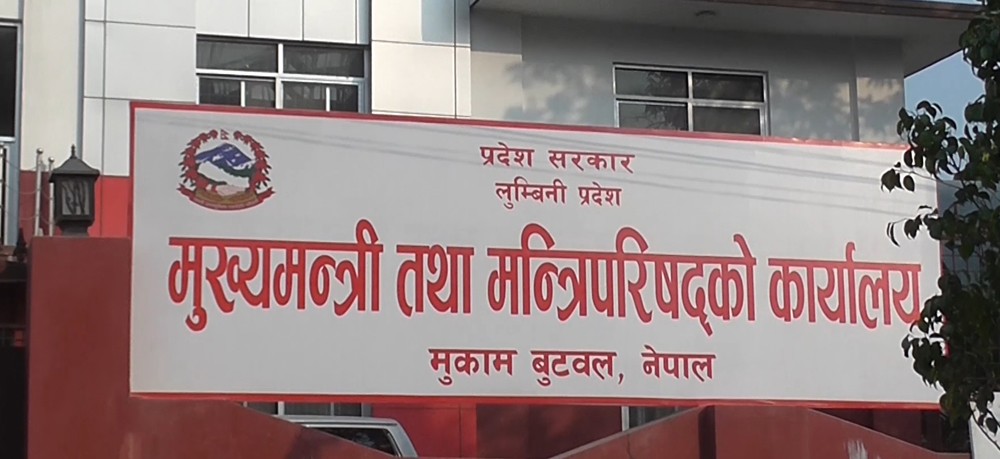 प्रदेश सरकार
लुम्बिनी प्रदेश
मुख्यमन्त्री तथा मन्त्रिपरिषद्को कार्यालय
मुकाम बुटवल, नेपाल